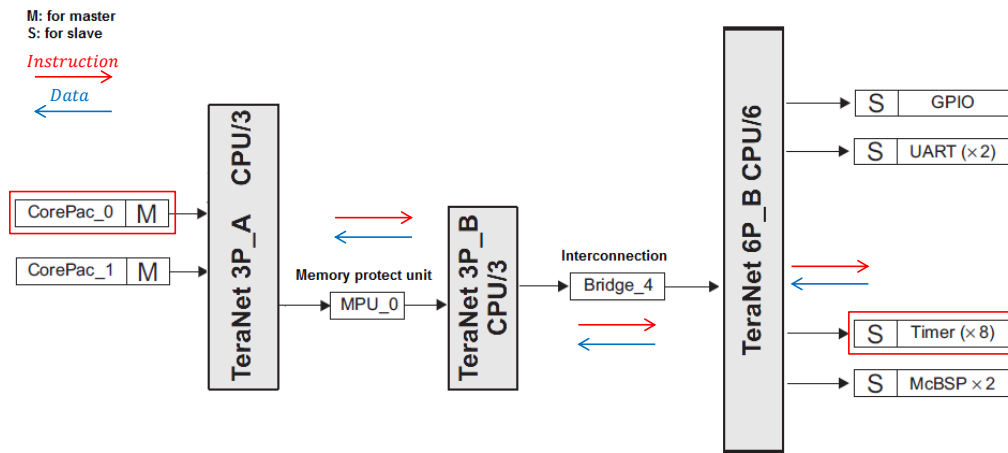 M: for master
S: for slave
Instruction
Data
CorePac_0 M
CorePac_1 M
TeraNet 3P_A CPU/3
Memory protect unit
MPU_0
TeraNet 3P_B
CPU/3
Interconnection
Bridge_4
TeraNet 6P_B CPU/6
S GPIO
S UART (×2)
S Timer (×8)
S McBSP ×2